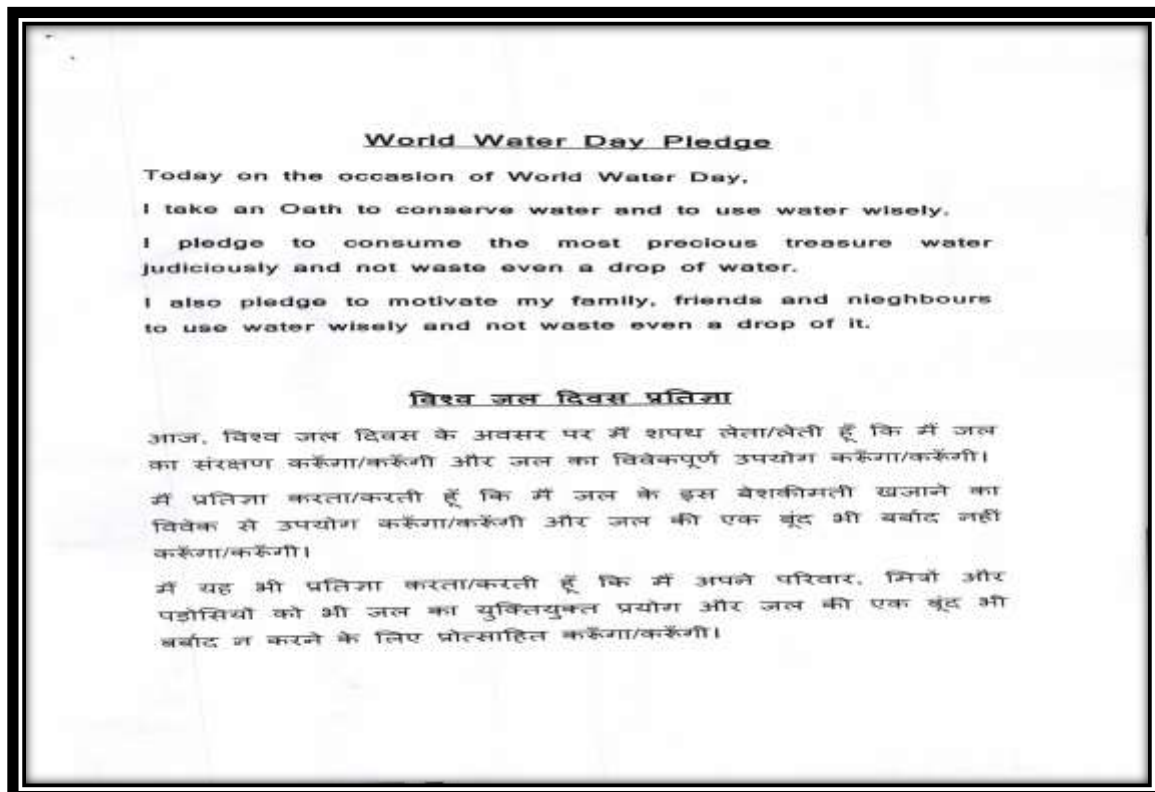 World Water Day Pledge
Today on the occasion of World Water Day,
I take an Oath to conserve water and to use water wisely.
I pledge to consume the most precious treasure water
judiciously and not waste even a drop of water.
I also pledge to motivate my family, friends and nieghbours
to use water wisely and not waste even a drop of it.
विश्व जल दिवस प्रतिज्ञा
आज, विश्व जल दिवस के अवसर पर मैं शपथ लेता/लेती हूँ कि मैं जल
का संरक्षण करूँगा/करूँगी और जल का विवेकपूर्ण उपयोग करूँगा/करूँगी।
मैं प्रतिज्ञा करता/करती हूँ कि मैं जल के इस बेशकीमती खजाने का
विवेक से उपयोग करूँगा/करूँगी और जल की एक बूंद भी बर्बाद नहीं
करूँगा/करूँगी।
मैं यह भी प्रतिज्ञा करता/करती हूँ कि मैं अपने परिवार, मित्रों और
पड़ोसियों को भी जल का युक्तियुक्त प्रयोग और जल की एक बूंद भी
बर्बाद न करने के लिए प्रोत्साहित करूँगा/करूँगी।